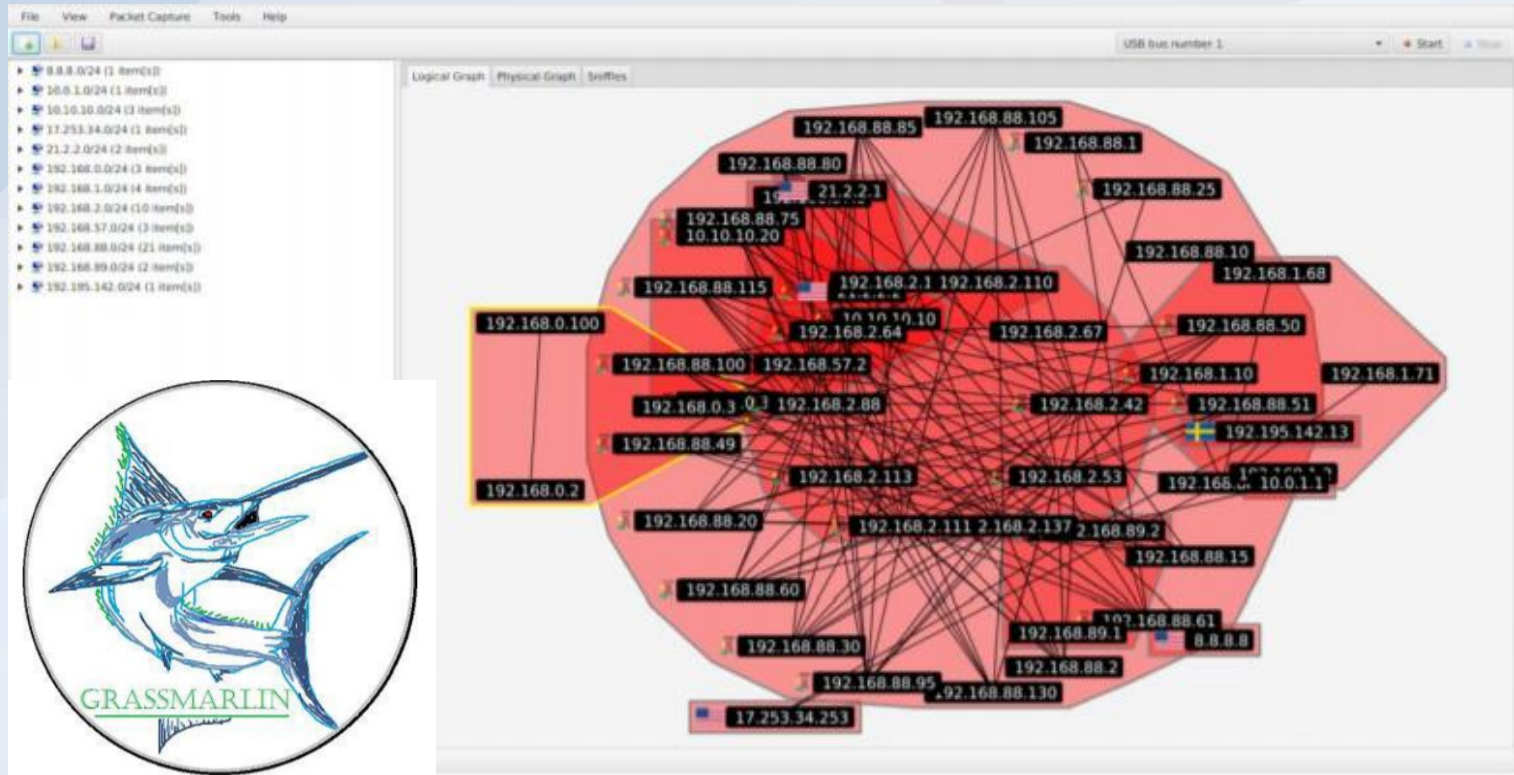 File View Packet Capture Tools Help
USB bus number 1 Start Stop
8.8.8.0/24 (1 item[s])
10.0.1.0/24 (1 item[s])
10.10.10.0/24 (3 item[s])
17.253.34.0/24 (1 item[s])
21.2.2.0/24 (2 item[s])
192.168.0.0/24 (3 item[s])
192.168.1.0/24 (4 item[s])
192.168.2.0/24 (10 item[s])
192.168.57.0/24 (3 item[s])
192.168.88.0/24 (21 item[s])
192.168.89.0/24 (2 item[s])
192.195.142.0/24 (1 item[s])
Logical Graph Physical Graph Sniffles
192.168.88.105
192.168.88.85
192.168.88.1
192.168.88.80
21.2.2.1
192.168.88.25
192.168.88.75
10.10.10.20
192.168.88.10
192.168.1.68
192.168.88.115
192.168.2.1
192.168.2.110
10.10.10.10
192.168.0.100
192.168.2.64
192.168.2.67
192.168.88.50
192.168.88.100
192.168.57.2
192.168.1.10
192.168.1.71
192.168.0.3
192.168.2.88
192.168.2.42
192.168.88.51
192.195.142.13
192.168.88.49
192.168.2.113
192.168.2.53
10.0.1.1
192.168.0.2
192.168.88.20
192.168.2.111
2.168.2.137
2.168.89.2
192.168.88.15
192.168.88.60
192.168.88.61
192.168.89.1
8.8.8.8
192.168.88.30
192.168.88.2
192.168.88.95
192.168.88.130
17.253.34.253
GRASSMARLIN